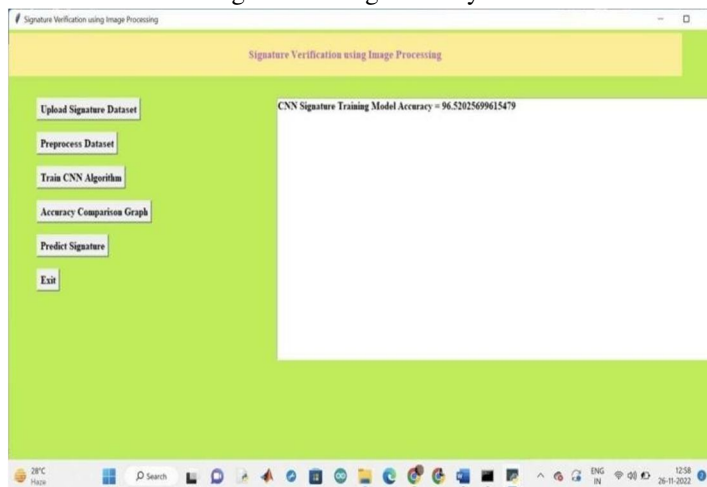 Signature Verification using Image Processing
Signature Verification using Image Processing
Upload Signature Dataset
CNN Signature Training Model Accuracy = 96.52025699615479
Preprocess Dataset
Train CNN Algorithm
Accuracy Comparison Graph
Predict Signature
Exit
28°C
Haze
Search
ENG
IN
12:58
26-11-2022